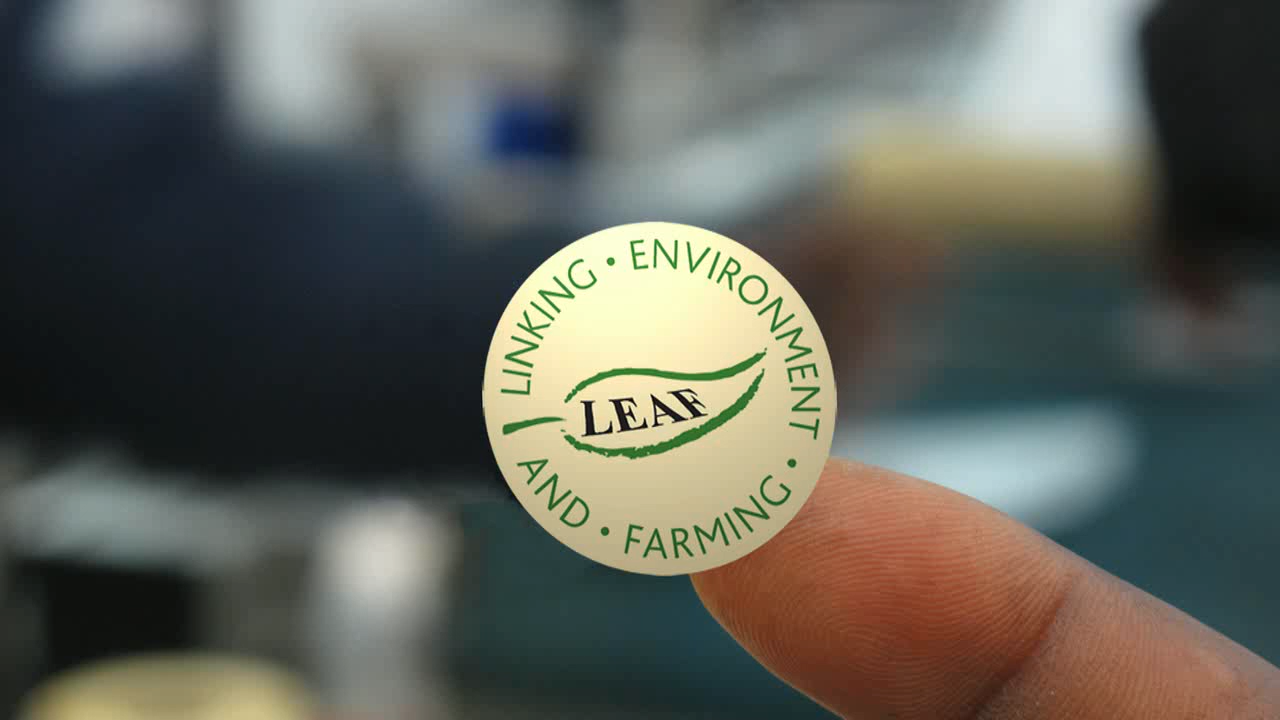 LINKING • ENVIRONMENT
AND • FARMING •
LEAF